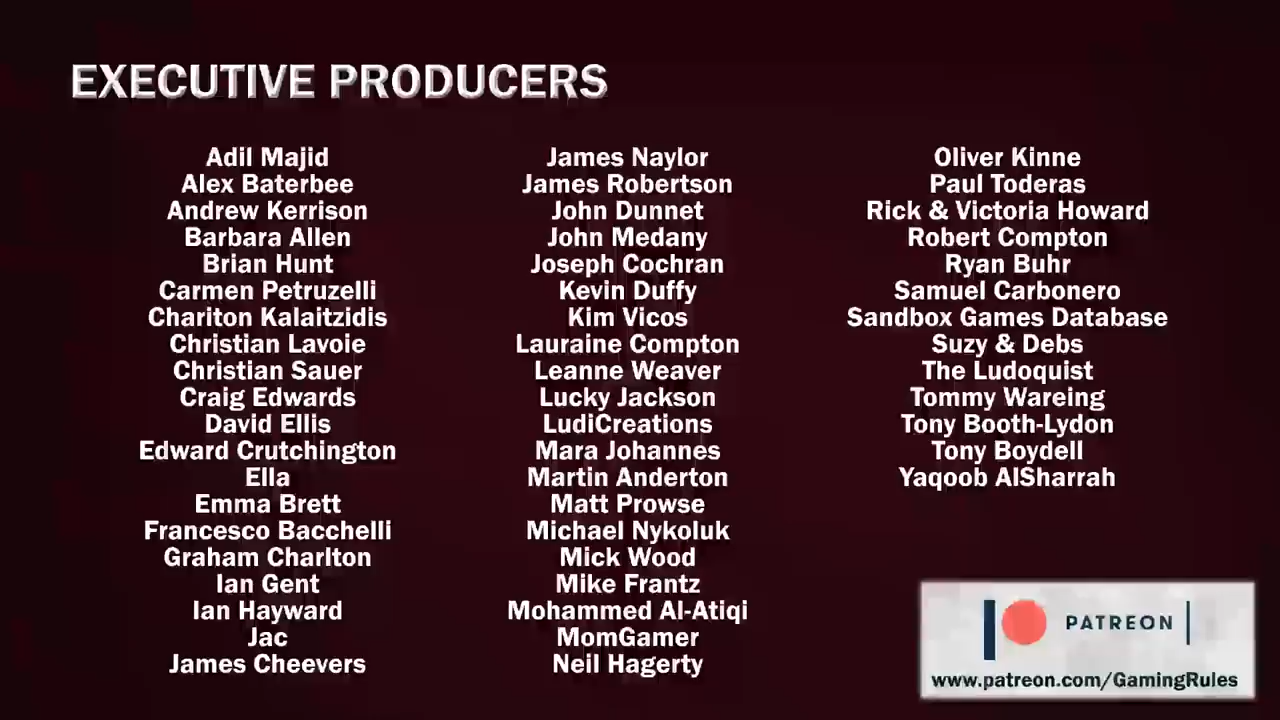 EXECUTIVE PRODUCERS
Adil Majid
Alex Baterbee
Andrew Kerrison
Barbara Allen
Brian Hunt
Carmen Petruzelli
Chariton Kalaitzidis
Christian Lavoie
Christian Sauer
Craig Edwards
David Ellis
Edward Crutchington
Ella
Emma Brett
Francesco Bacchelli
Graham Charlton
Ian Gent
Ian Hayward
Jac
James Cheevers
James Naylor
James Robertson
John Dunnet
John Medany
Joseph Cochran
Kevin Duffy
Kim Vicos
Lauraine Compton
Leanne Weaver
Lucky Jackson
LudiCreations
Mara Johannes
Martin Anderton
Matt Prowse
Michael Nykoluk
Mick Wood
Mike Frantz
Mohammed Al-Atiqi
MomGamer
Neil Hagerty
Oliver Kinne
Paul Toderas
Rick & Victoria Howard
Robert Compton
Ryan Buhr
Samuel Carbonero
Sandbox Games Database
Suzy & Debs
The Ludoquist
Tommy Wareing
Tony Booth-Lydon
Tony Boydell
Yaqoob AlSharrah
PATREON
www.patreon.com/GamingRules